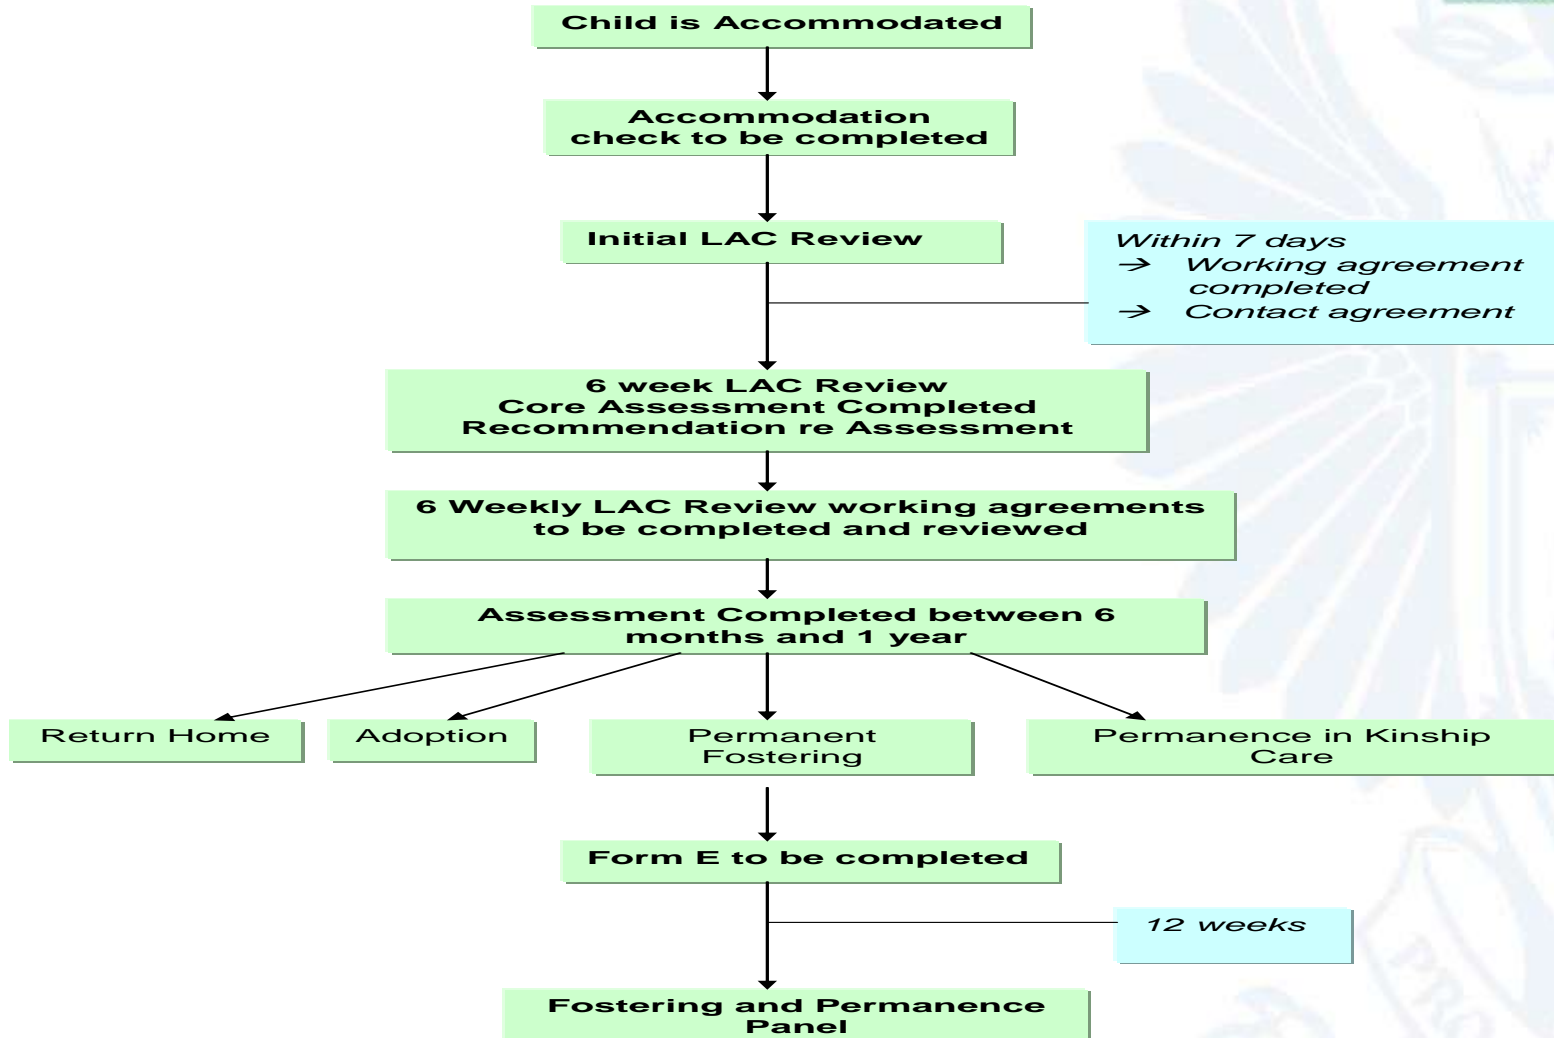 Child is Accommodated
Accommodation
check to be completed
Initial LAC Review
Within 7 days
→ Working agreement
completed
→ Contact agreement
6 week LAC Review
Core Assessment Completed
Recommendation re Assessment
6 Weekly LAC Review working agreements
to be completed and reviewed
Assessment Completed between 6
months and 1 year
Return Home
Adoption
Permanent
Fostering
Permanence in Kinship
Care
Form E to be completed
12 weeks
Fostering and Permanence
Panel
PRO